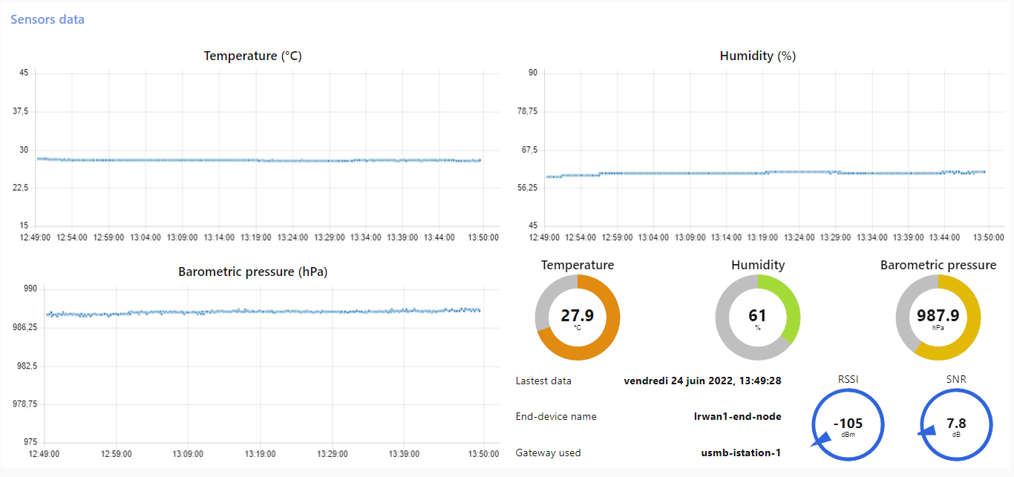 Sensors data
Temperature (°C)
45
37,5
30
22,5
15
12:49:00 12:54:00 12:59:00 13:04:00 13:09:00 13:14:00 13:19:00 13:24:00 13:29:00 13:34:00 13:39:00 13:44:00 13:50:00
Humidity (%)
90
78,75
67,5
56,25
45
12:49:00 12:54:00 12:59:00 13:04:00 13:09:00 13:14:00 13:19:00 13:24:00 13:29:00 13:34:00 13:39:00 13:44:00 13:50:00
Barometric pressure (hPa)
990
986,25
982,5
978,75
975
12:49:00 12:59:00 13:09:00 13:19:00 13:29:00 13:39:00 13:50:00
Temperature
27.9
°C
Humidity
61
%
Barometric pressure
987.9
hPa
Lastest data vendredi 24 juin 2022, 13:49:28
End-device name lrwan1-end-node
Gateway used usmb-istation-1
RSSI
-105
dBm
SNR
7.8
dB